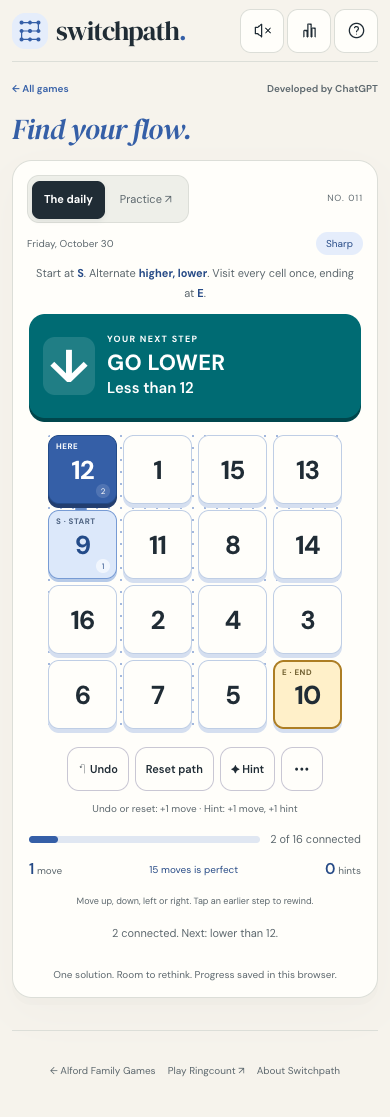 switchpath.
← All games
Developed by ChatGPT
Find your flow.
The daily
Practice ↗
NO. 011
Friday, October 30
Sharp
Start at S. Alternate higher, lower. Visit every cell once, ending
at E.
YOUR NEXT STEP
GO LOWER
Less than 12
HERE
12 1 15 13
2
S · START
9 11 8 14
1
16 2 4 3
E · END
6 7 5 10
Undo
Reset path
✦ Hint
•••
Undo or reset: +1 move · Hint: +1 move, +1 hint
2 of 16 connected
1 move
15 moves is perfect
0 hints
Move up, down, left or right. Tap an earlier step to rewind.
2 connected. Next: lower than 12.
One solution. Room to rethink. Progress saved in this browser.
← Alford Family Games
Play Ringcount ↗
About Switchpath